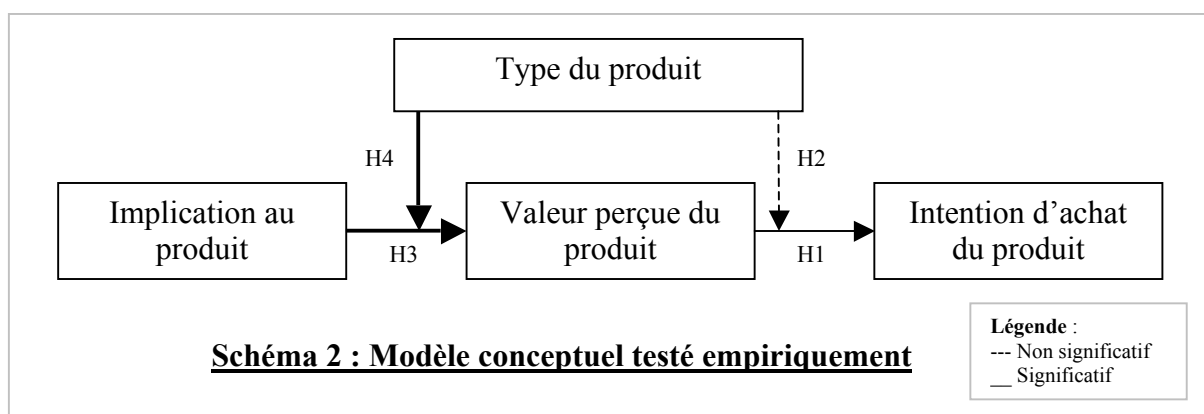 Type du produit
H4
H2
Implication au
produit
H3
Valeur perçue du
produit
H1
Intention d'achat
du produit
Schéma 2 : Modèle conceptuel testé empiriquement
Légende :
--- Non significatif
__ Significatif